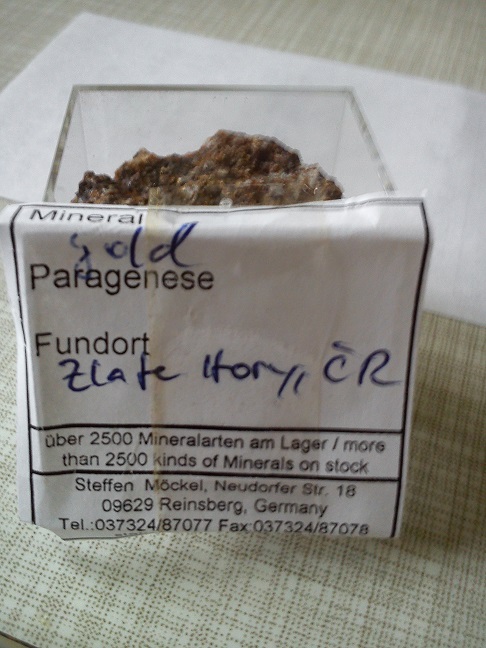 Mineral
gold
Paragenese
Fundort
Zlate Hory, ČR
über 2500 Mineralarten am Lager / more
than 2500 kinds of Minerals on stock
Steffen Möckel, Neudorfer Str. 18
09629 Reinsberg, Germany
Tel.:037324/87077 Fax:037324/87078